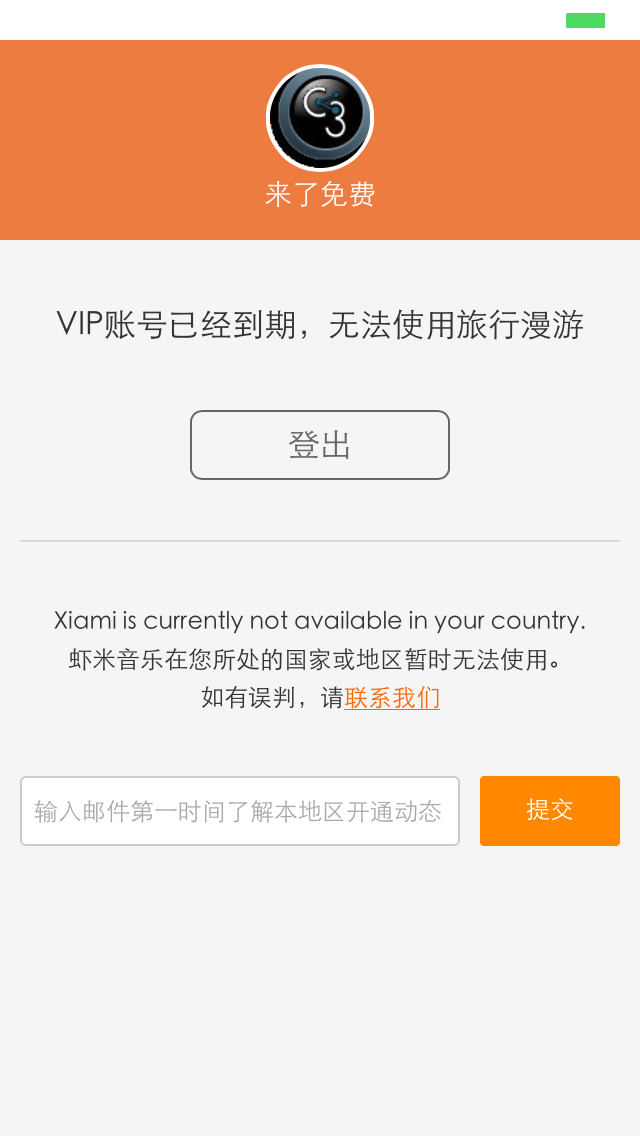 C3
来了免费
VIP账号已经到期，无法使用旅行漫游
登出
Xiami is currently not available in your country.
虾米音乐在您所处的国家或地区暂时无法使用。
如有误判，请联系我们
输入邮件第一时间了解本地区开通动态
提交